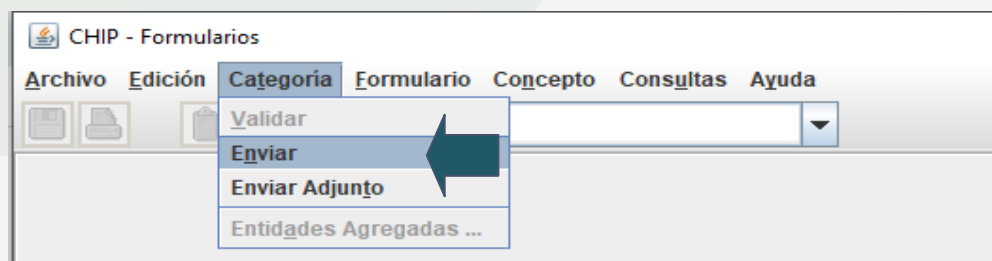 CHIP - Formularios
Archivo Edición Categoría Formulario Concepto Consultas Ayuda
Validar
Enviar
Enviar Adjunto
Entidades Agregadas ...